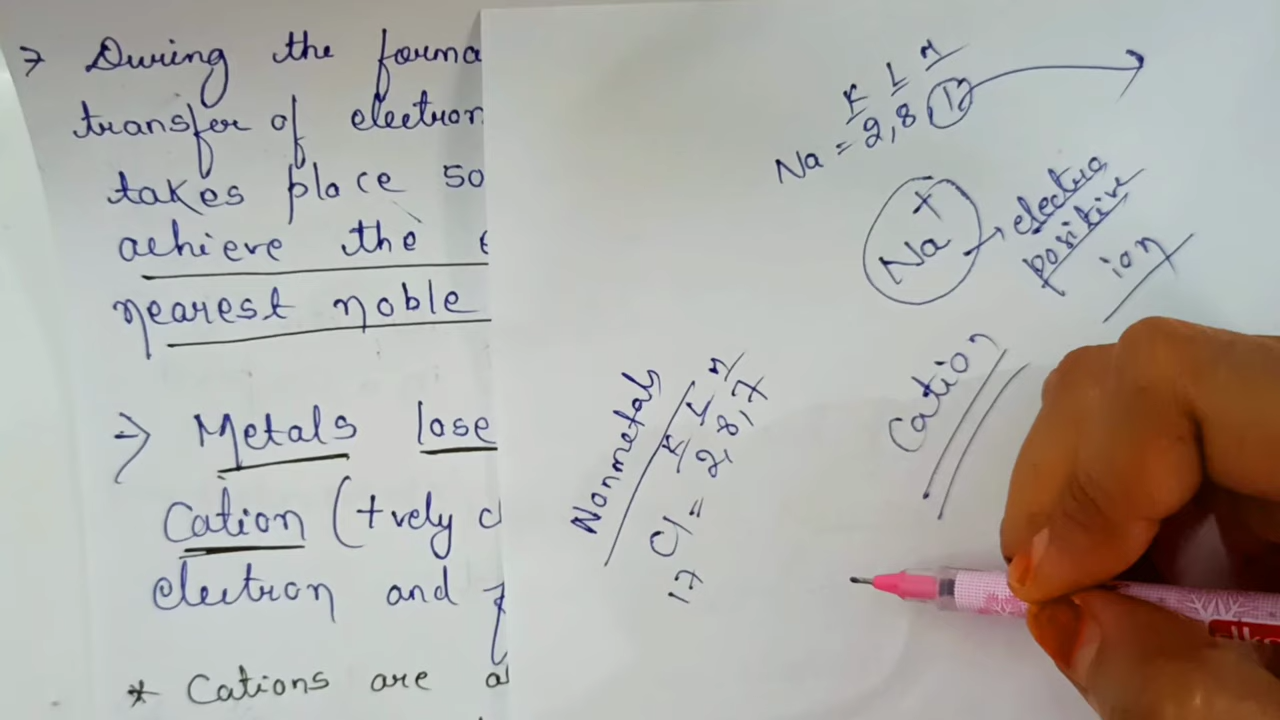 → During the forma
transfer of electron
takes place so
achieve the e
nearest noble
⇒ Metals lose
Cation (+vely c
electron and f
* Cations are al
K L M
Na = 2,8,1
Na+ → electro
positive
ion
Cation
Nonmetals
K L M
17 Cl = 2,8,7